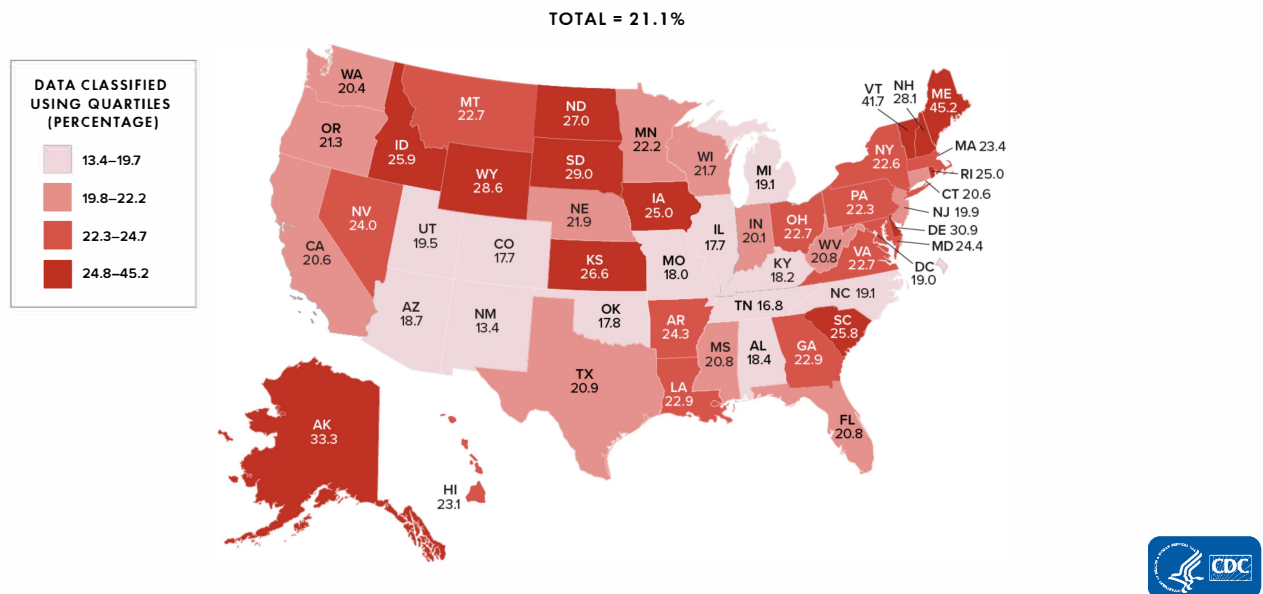 TOTAL = 21.1%
DATA CLASSIFIED
USING QUARTILES
(PERCENTAGE)
13.4–19.7
19.8–22.2
22.3–24.7
24.8–45.2
WA
20.4
OR
21.3
CA
20.6
NV
24.0
ID
25.9
MT
22.7
WY
28.6
UT
19.5
CO
17.7
AZ
18.7
NM
13.4
ND
27.0
SD
29.0
NE
21.9
KS
26.6
OK
17.8
TX
20.9
MN
22.2
IA
25.0
MO
18.0
AR
24.3
LA
22.9
WI
21.7
IL
17.7
MI
19.1
IN
20.1
OH
22.7
KY
18.2
TN 16.8
MS
20.8
AL
18.4
GA
22.9
FL
20.8
SC
25.8
NC 19.1
VA
22.7
WV
20.8
PA
22.3
NY
22.6
VT
41.7
NH
28.1
ME
45.2
MA 23.4
RI 25.0
CT 20.6
NJ 19.9
DE 30.9
MD 24.4
DC
19.0
AK
33.3
HI
23.1
CDC